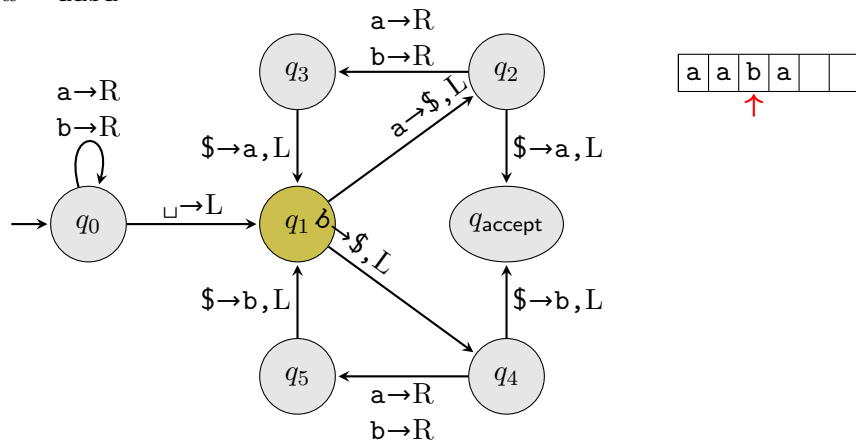 a→R
b→R
q3
q2
a a b a
a→R
b→R
$→a,L
a→$,L
$→a,L
q0
␣→L
q1
b→$,L
qaccept
$→b,L
$→b,L
q5
q4
a→R
b→R